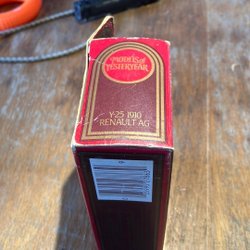 MODELS of
YESTERYEAR
Y-25 1910
RENAULT AG